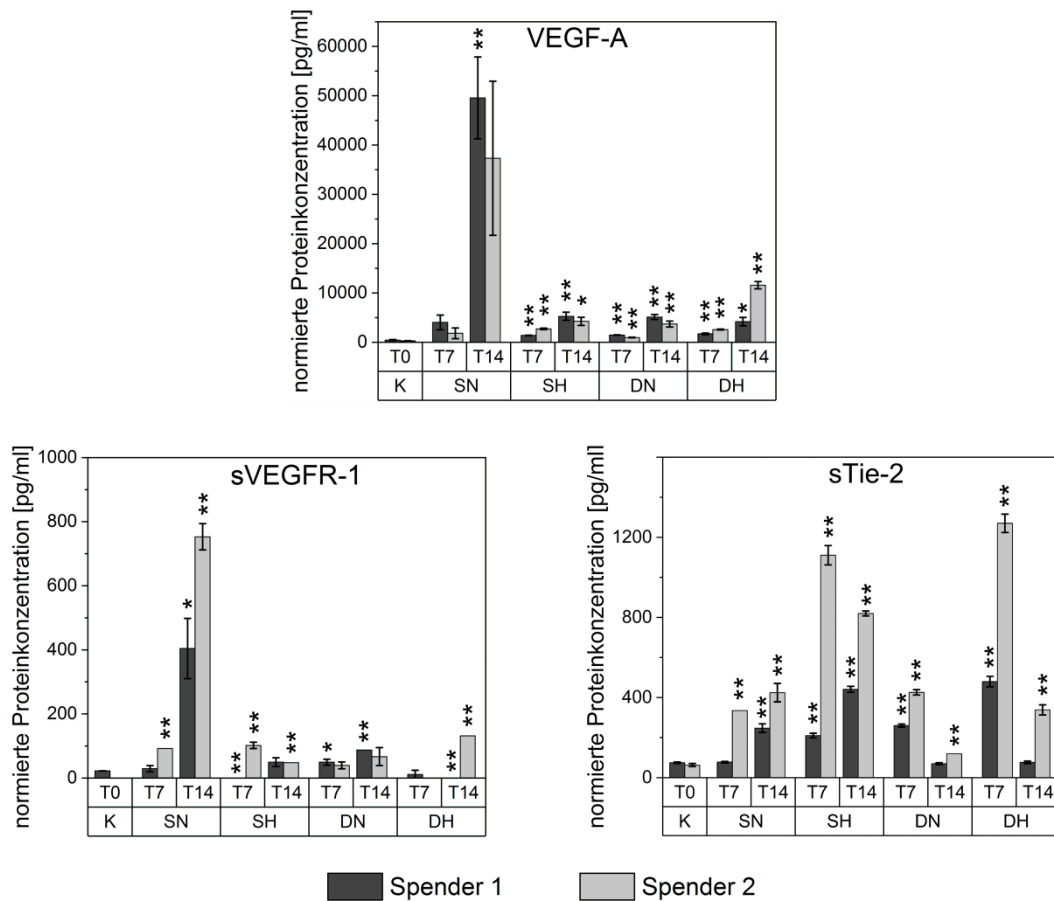 VEGF-A
normierte Proteinkonzentration [pg/ml]
60000
50000
40000
30000
20000
10000
0
** ** ** ** * ** ** ** ** ** ** * **
T0 T7 T14 T7 T14 T7 T14 T7 T14
K SN SH DN DH
sVEGFR-1
normierte Proteinkonzentration [pg/ml]
1000
800
600
400
200
0
** * ** ** ** ** * ** ** **
T0 T7 T14 T7 T14 T7 T14 T7 T14
K SN SH DN DH
sTie-2
normierte Proteinkonzentration [pg/ml]
1200
800
400
0
** ** ** ** ** ** ** ** ** ** ** ** **
T0 T7 T14 T7 T14 T7 T14 T7 T14
K SN SH DN DH
Spender 1 Spender 2